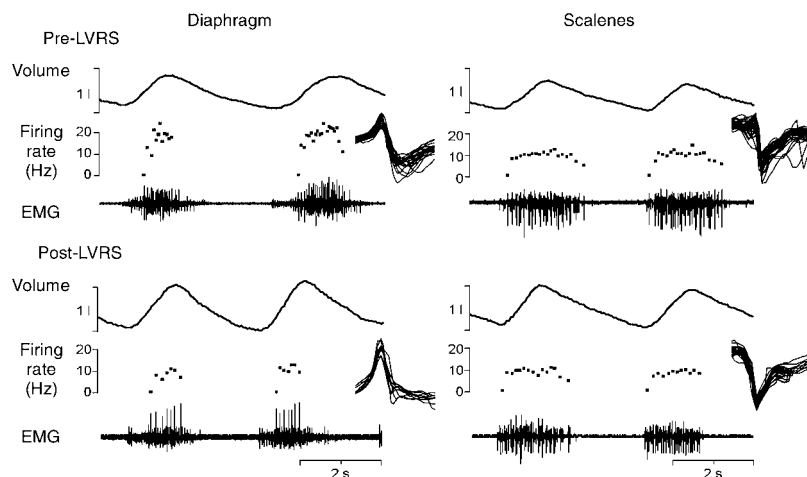 Diaphragm
Scalenes
Pre-LVRS
Volume
1 l
1 l
Firing
rate
(Hz)
20
10
0
20
10
0
EMG
Post-LVRS
Volume
1 l
1 l
Firing
rate
(Hz)
20
10
0
20
10
0
EMG
2 s
2 s